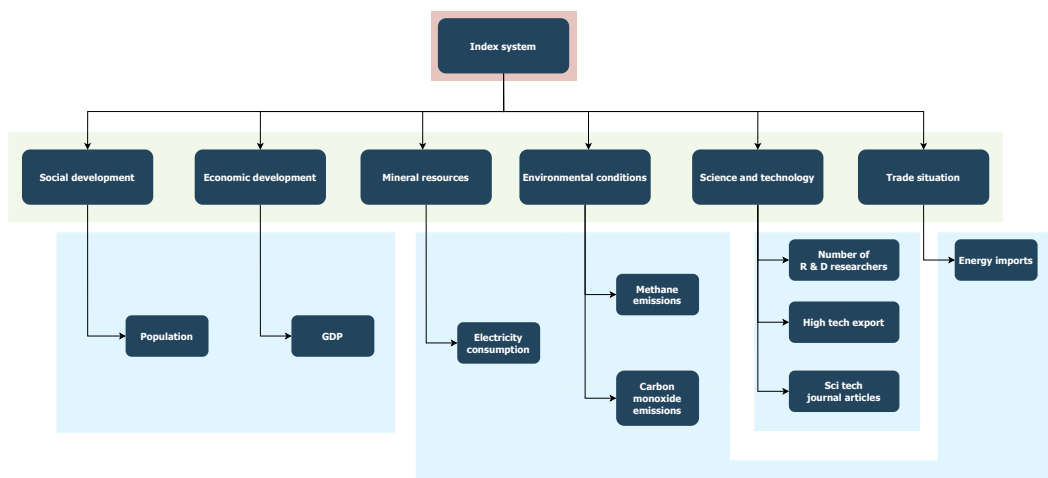 Index system
Social development
Economic development
Mineral resources
Environmental conditions
Science and technology
Trade situation
Population
GDP
Electricity
consumption
Methane
emissions
Carbon
monoxide
emissions
Number of
R & D researchers
High tech export
Sci tech
journal articles
Energy imports